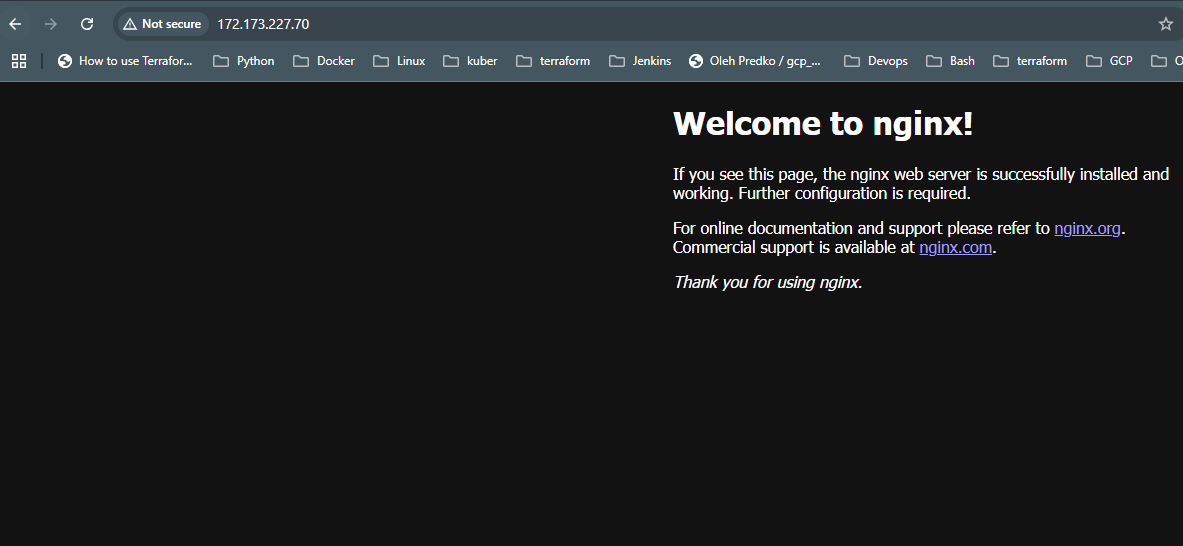 Not secure 172.173.227.70
How to use Terrafor... Python Docker Linux kuber terraform Jenkins Oleh Predko / gcp_... Devops Bash terraform GCP O
Welcome to nginx!
If you see this page, the nginx web server is successfully installed and
working. Further configuration is required.
For online documentation and support please refer to nginx.org.
Commercial support is available at nginx.com.
Thank you for using nginx.